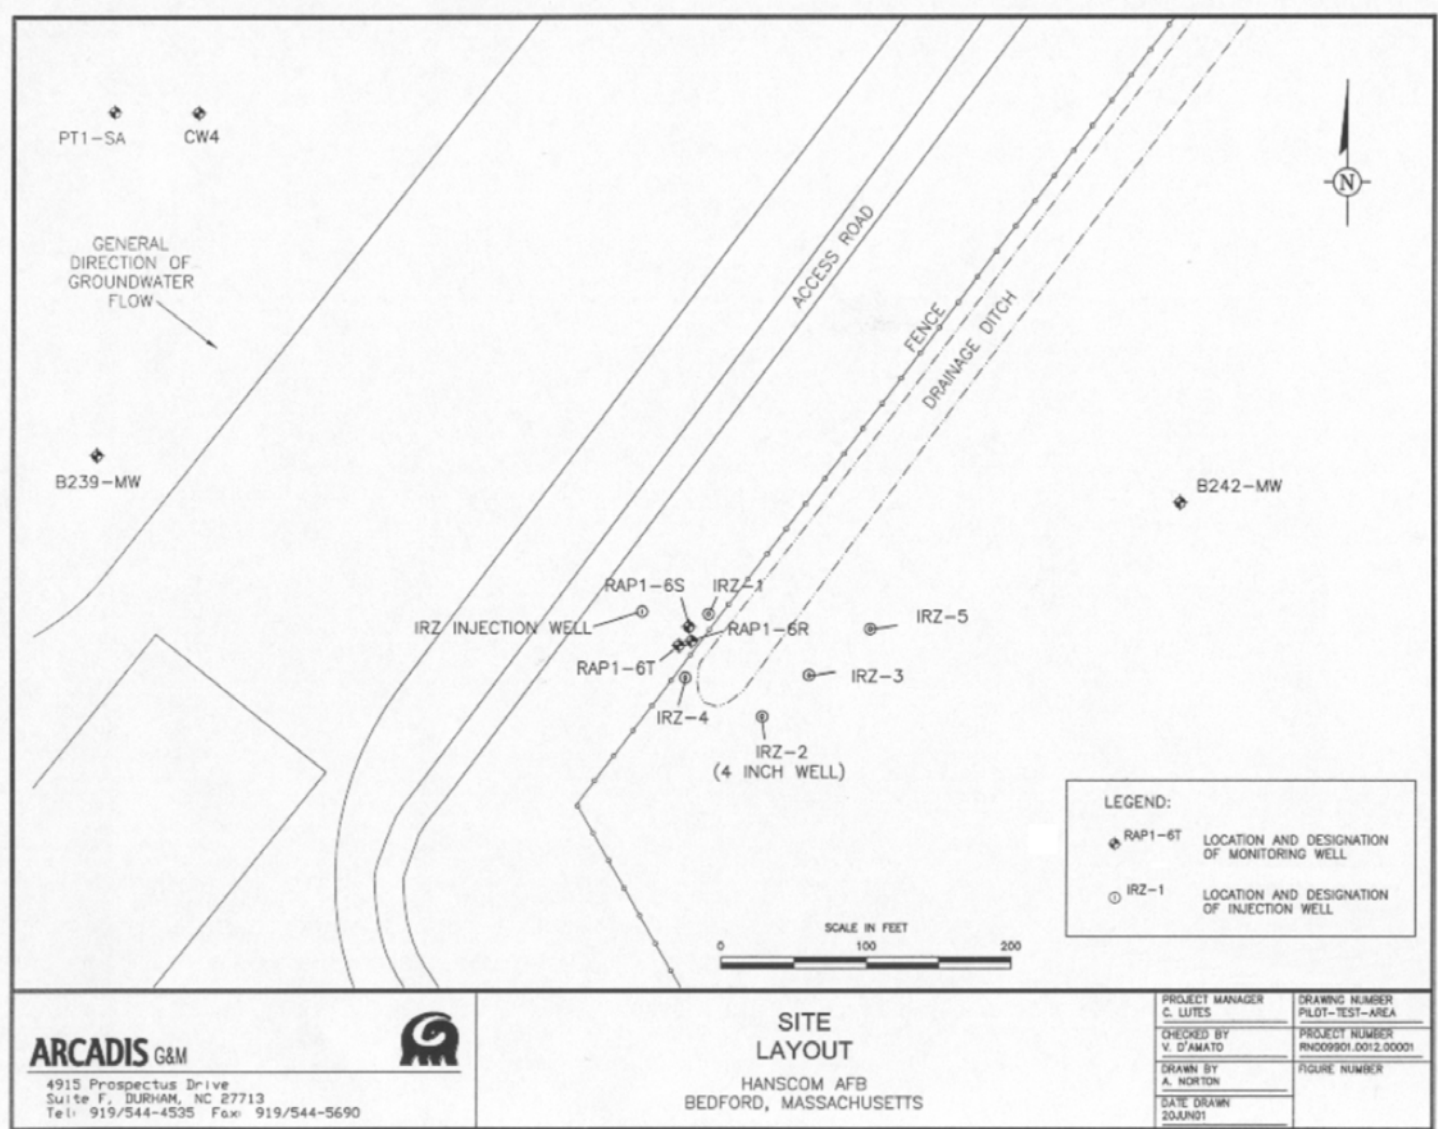 PT1-SA
CW4
GENERAL
DIRECTION OF
GROUNDWATER
FLOW
B239-MW
ACCESS ROAD
FENCE
DRAINAGE DITCH
N
B242-MW
RAP1-6S
IRZ-1
IRZ INJECTION WELL
RAP1-6R
IRZ-5
RAP1-6T
IRZ-3
IRZ-4
IRZ-2
(4 INCH WELL)
LEGEND:
RAP1-6T LOCATION AND DESIGNATION
OF MONITORING WELL
IRZ-1 LOCATION AND DESIGNATION
OF INJECTION WELL
SCALE IN FEET
0 100 200
ARCADIS G&M
4915 Prospectus Drive
Suite F, DURHAM, NC 27713
Tel: 919/544-4535 Fax: 919/544-5690
SITE
LAYOUT
HANSCOM AFB
BEDFORD, MASSACHUSETTS
PROJECT MANAGER
C. LUTES
DRAWING NUMBER
PILOT-TEST-AREA
CHECKED BY
V. D'AMATO
PROJECT NUMBER
RN009901.0012.00001
DRAWN BY
A. NORTON
FIGURE NUMBER
DATE DRAWN
20JUN01